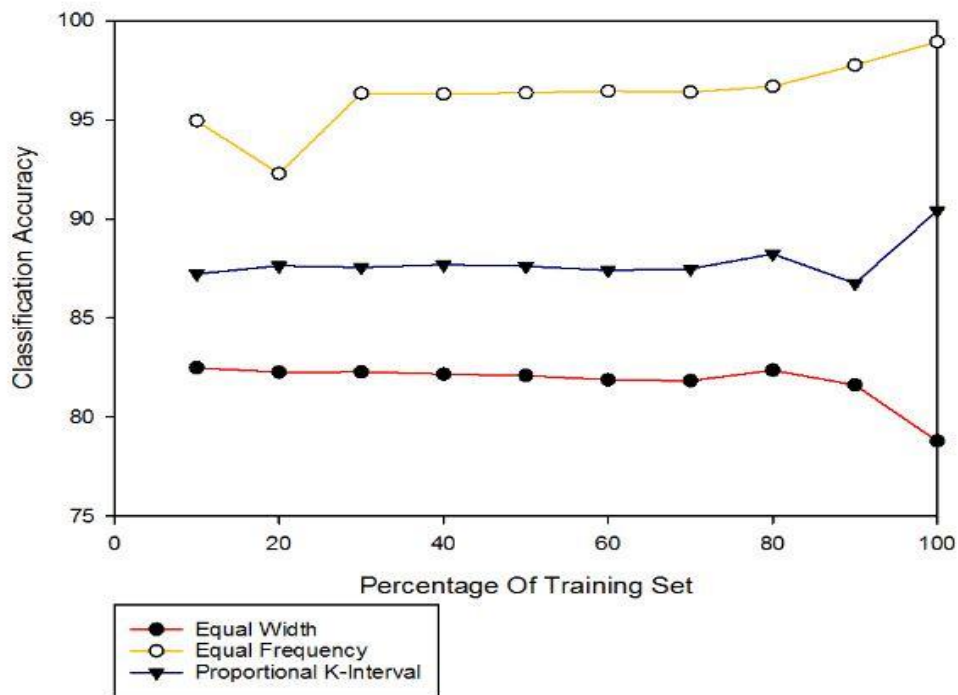 100
95
90
85
80
75
Classification Accuracy
0 20 40 60 80 100
Percentage Of Training Set
Equal Width
Equal Frequency
Proportional K-Interval